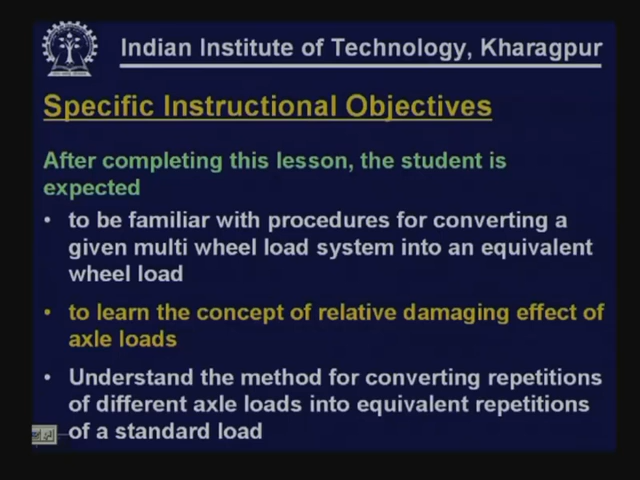 Indian Institute of Technology, Kharagpur
Specific Instructional Objectives
After completing this lesson, the student is
expected
• to be familiar with procedures for converting a
given multi wheel load system into an equivalent
wheel load
• to learn the concept of relative damaging effect of
axle loads
• Understand the method for converting repetitions
of different axle loads into equivalent repetitions
of a standard load